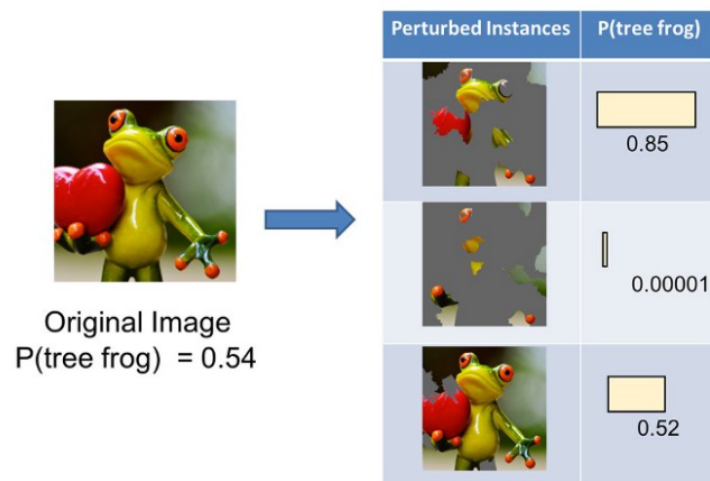 Perturbed Instances P(tree frog)
0.85
0.00001
Original Image
P(tree frog) = 0.54
0.52